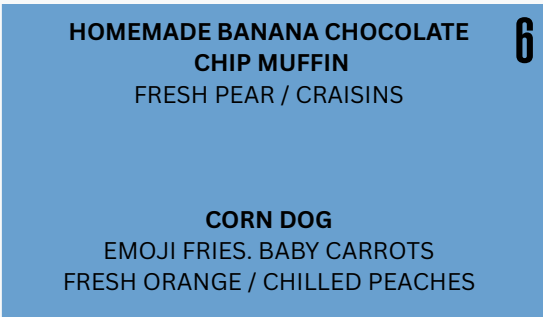 HOMEMADE BANANA CHOCOLATE
CHIP MUFFIN
FRESH PEAR / CRAISINS
6
CORN DOG
EMOJI FRIES. BABY CARROTS
FRESH ORANGE / CHILLED PEACHES